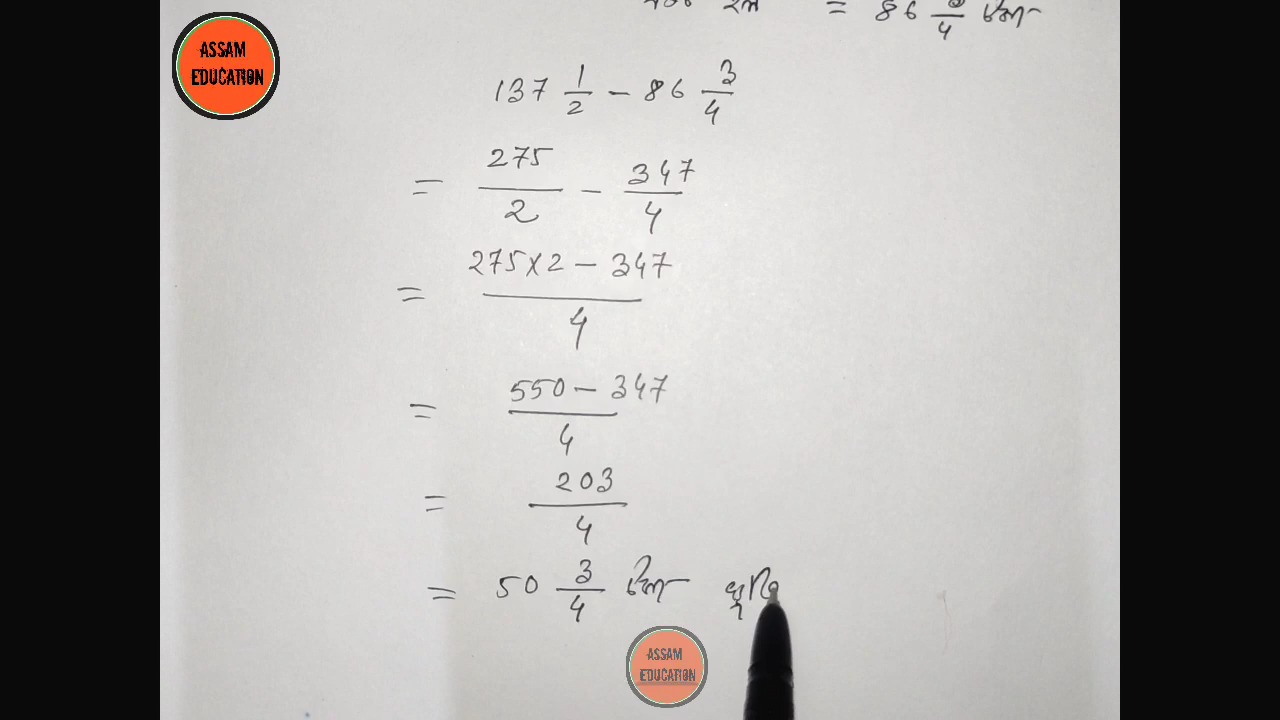 ASSAM
EDUCATION
= 86 3/4
137 1/2 - 86 3/4
= 275/2 - 347/4
= 275×2 - 347/4
= 550 - 347/4
= 203/4
= 50 3/4
ASSAM
EDUCATION